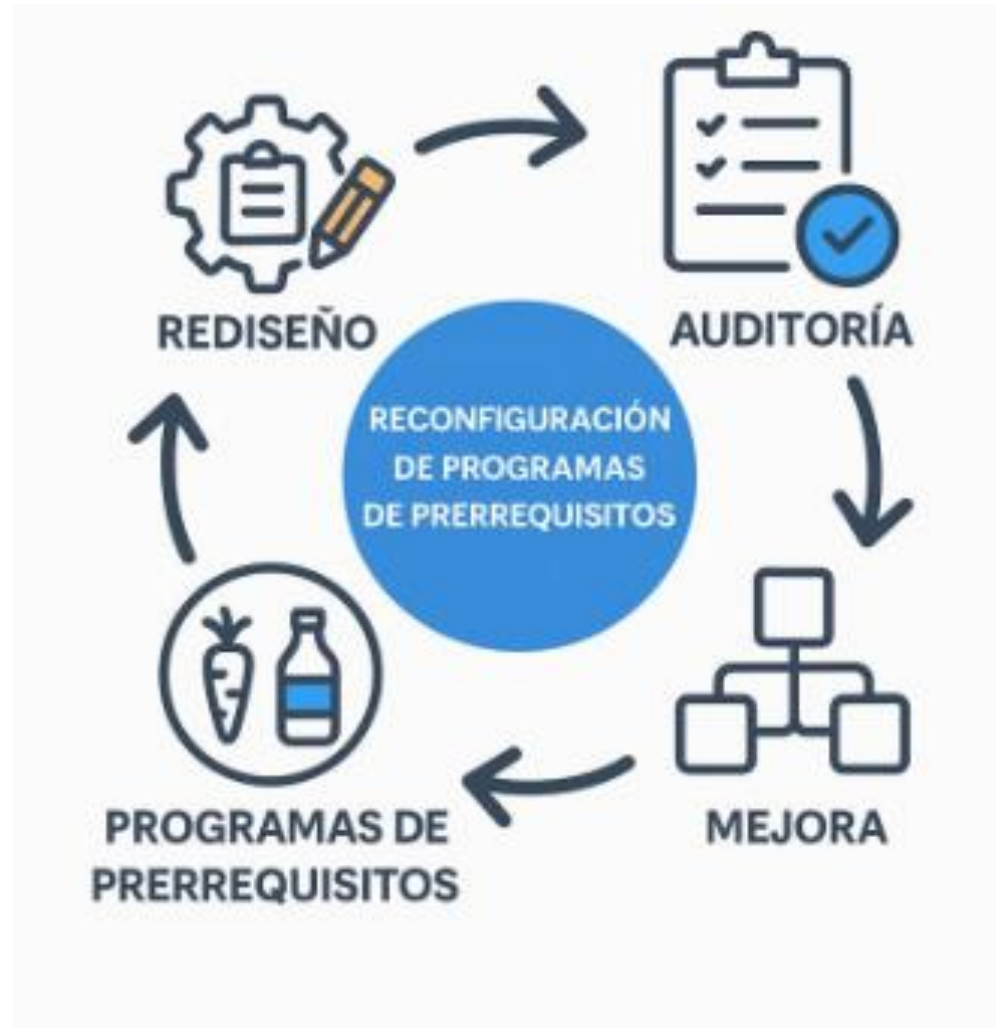 REDISEÑO
AUDITORÍA
RECONFIGURACIÓN
DE PROGRAMAS
DE PRERREQUISITOS
PROGRAMAS DE
PRERREQUISITOS
MEJORA